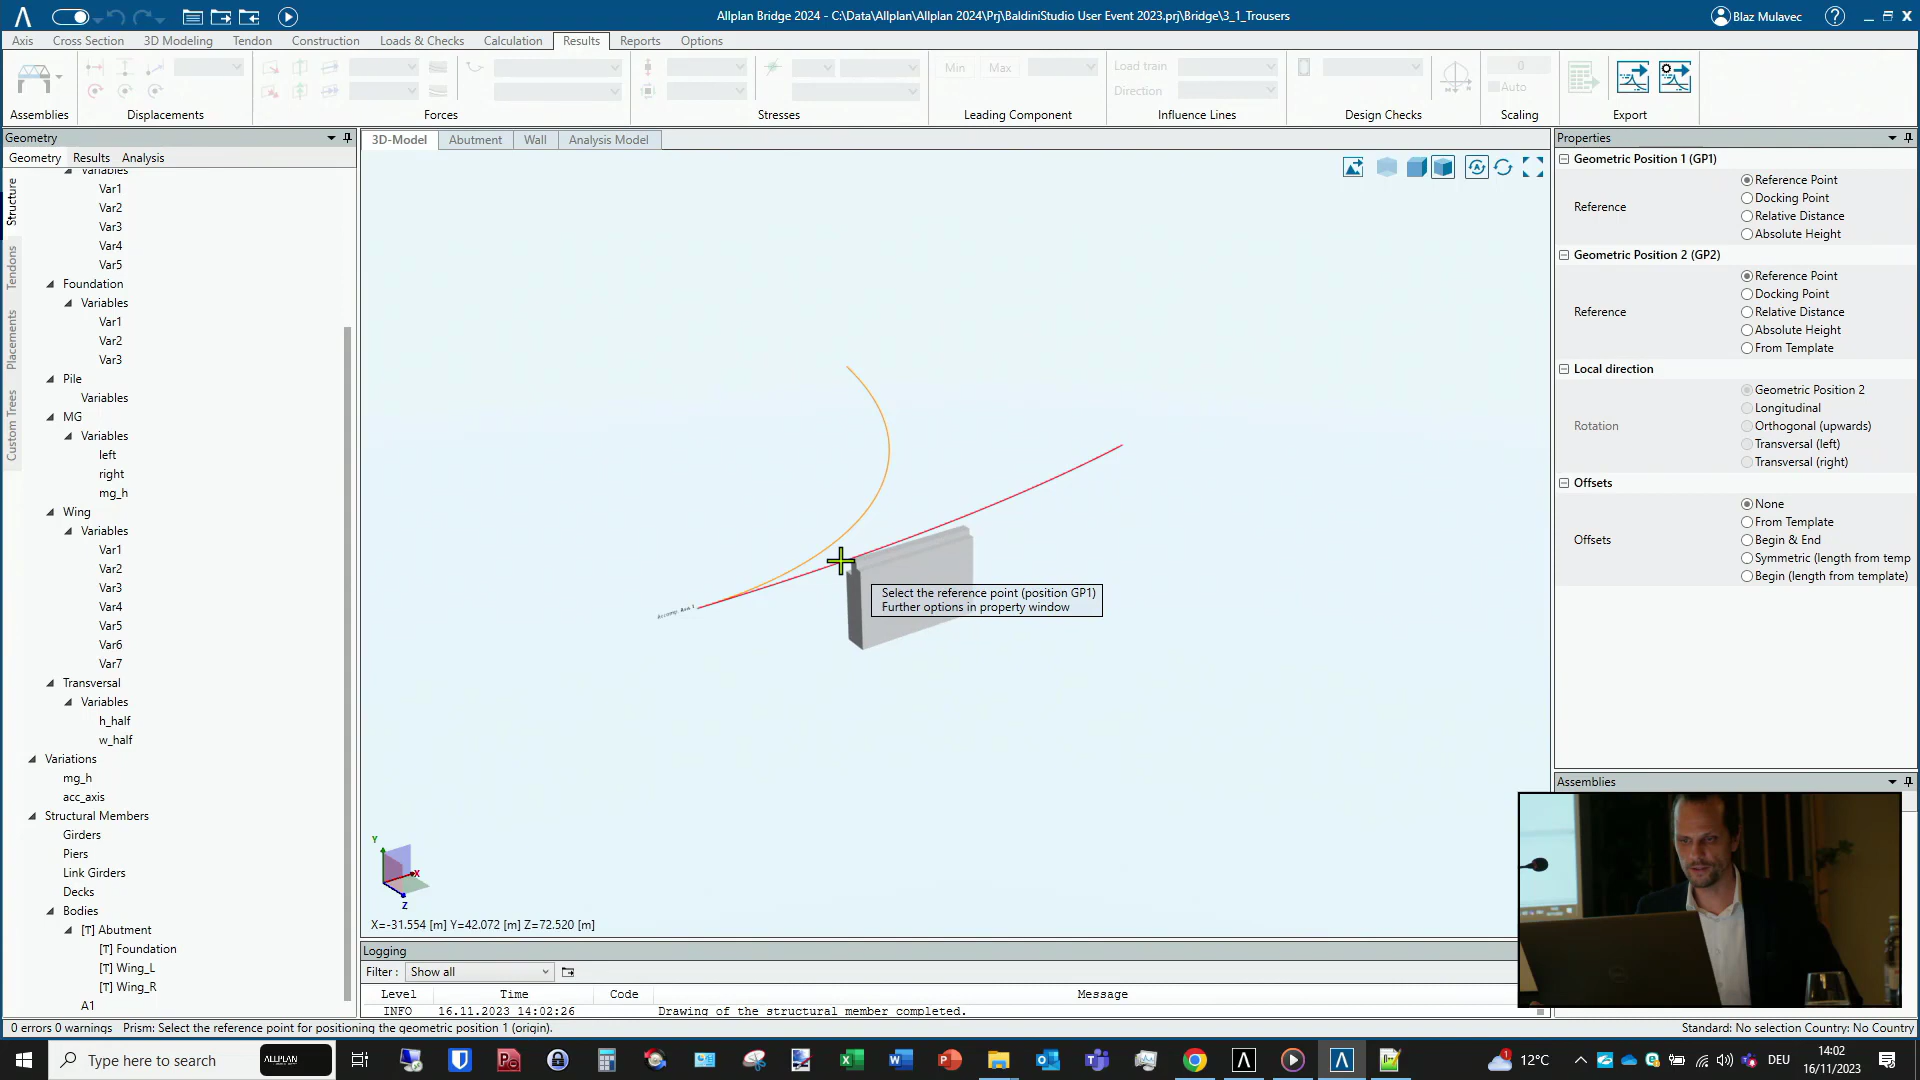 Allplan Bridge 2024 - C:\Data\Allplan\Allplan 2024\Prj\BaldiniStudio User Event 2023.prj\Bridge\3_1_Trousers
Blaz Mulavec
Axis
Cross Section
3D Modeling
Tendon
Construction
Loads & Checks
Calculation
Results
Reports
Options
Min
Max
Load train
Direction
0
Auto
Assemblies
Displacements
Forces
Stresses
Leading Component
Influence Lines
Design Checks
Scaling
Export
Geometry
Geometry
Results
Analysis
Structure
Tendons
Placements
Custom Trees
Variables
Var1
Var2
Var3
Var4
Var5
Foundation
Variables
Var1
Var2
Var3
Pile
Variables
MG
Variables
left
right
mg_h
Wing
Variables
Var1
Var2
Var3
Var4
Var5
Var6
Var7
Transversal
Variables
h_half
w_half
Variations
mg_h
acc_axis
Structural Members
Girders
Piers
Link Girders
Decks
Bodies
[T] Abutment
[T] Foundation
[T] Wing_L
[T] Wing_R
A1
3D-Model
Abutment
Wall
Analysis Model
Select the reference point (position GP1)
Further options in property window
Y
X
Z
X=-31.554 [m] Y=42.072 [m] Z=72.520 [m]
Logging
Filter :
Show all
Level
Time
Code
Message
INFO
16.11.2023 14:02:26
Drawing of the structural member completed.
Properties
Geometric Position 1 (GP1)
Reference
Reference Point
Docking Point
Relative Distance
Absolute Height
Geometric Position 2 (GP2)
Reference
Reference Point
Docking Point
Relative Distance
Absolute Height
From Template
Local direction
Rotation
Geometric Position 2
Longitudinal
Orthogonal (upwards)
Transversal (left)
Transversal (right)
Offsets
Offsets
None
From Template
Begin & End
Symmetric (length from temp
Begin (length from template)
Assemblies
0 errors 0 warnings
Prism: Select the reference point for positioning the geometric position 1 (origin).
Standard: No selection Country: No Country
Type here to search
ALLPLAN
12°C
DEU
14:02
16/11/2023